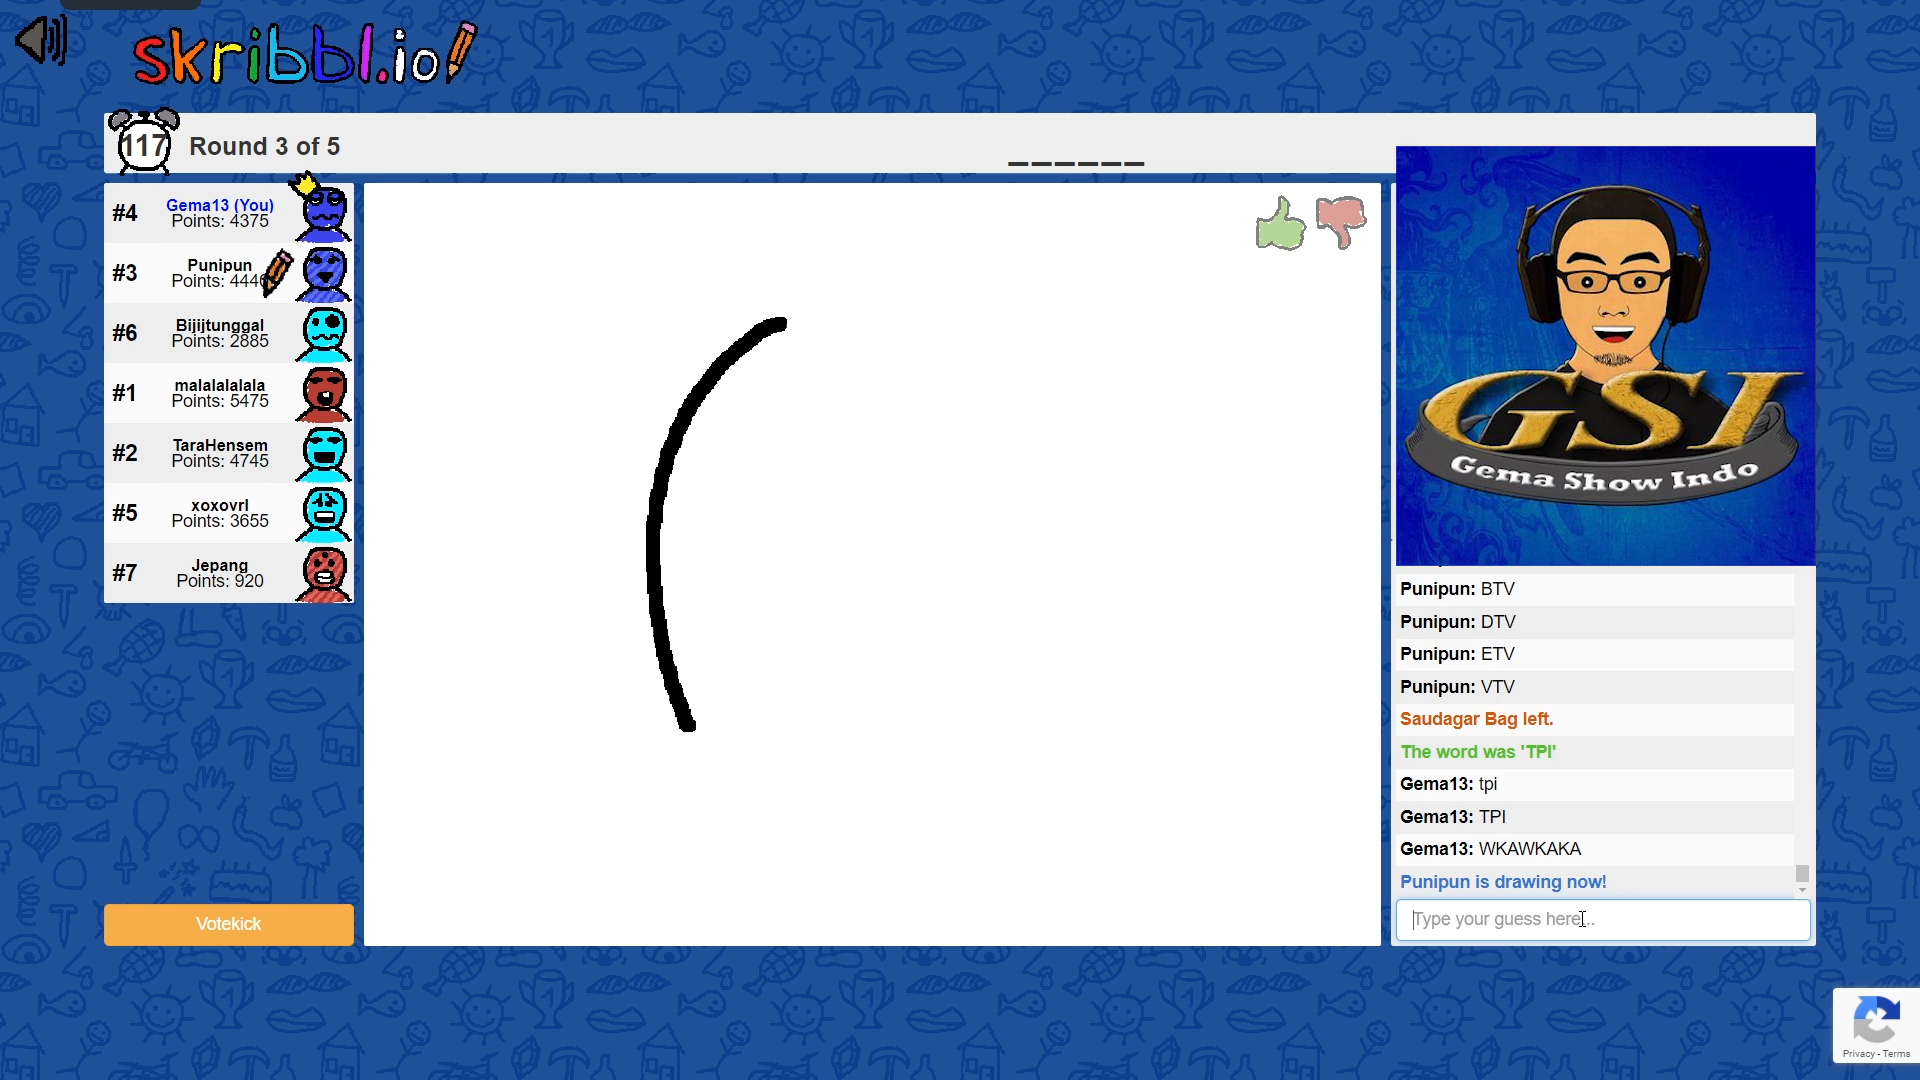 skribbl.io
117
Round 3 of 5
______
#4
Gema13 (You)
Points: 4375
#3
Punipun
Points: 444
#6
Bijijtunggal
Points: 2885
#1
malalalalala
Points: 5475
#2
TaraHensem
Points: 4745
#5
xoxovrl
Points: 3655
#7
Jepang
Points: 920
Votekick
GSI
Gema Show Indo
Punipun: BTV
Punipun: DTV
Punipun: ETV
Punipun: VTV
Saudagar Bag left.
The word was 'TPI'
Gema13: tpi
Gema13: TPI
Gema13: WKAWKAKA
Punipun is drawing now!
Type your guess here...
Privacy - Terms